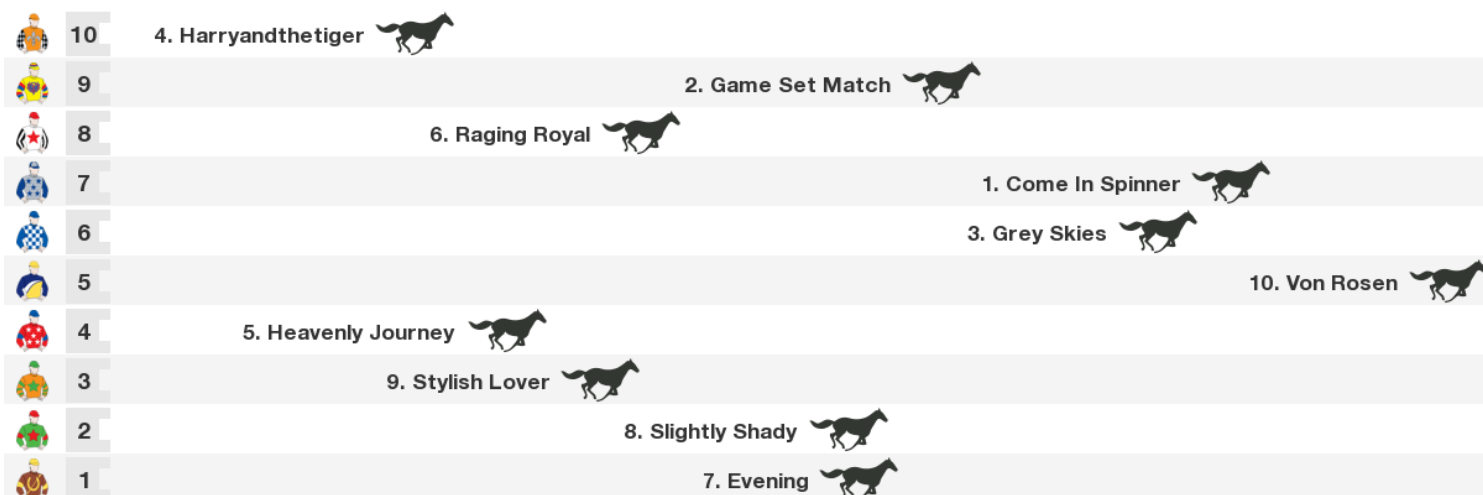 10 4. Harryandthetiger
9 2. Game Set Match
8 6. Raging Royal
7 1. Come In Spinner
6 3. Grey Skies
5 10. Von Rosen
4 5. Heavenly Journey
3 9. Stylish Lover
2 8. Slightly Shady
1 7. Evening